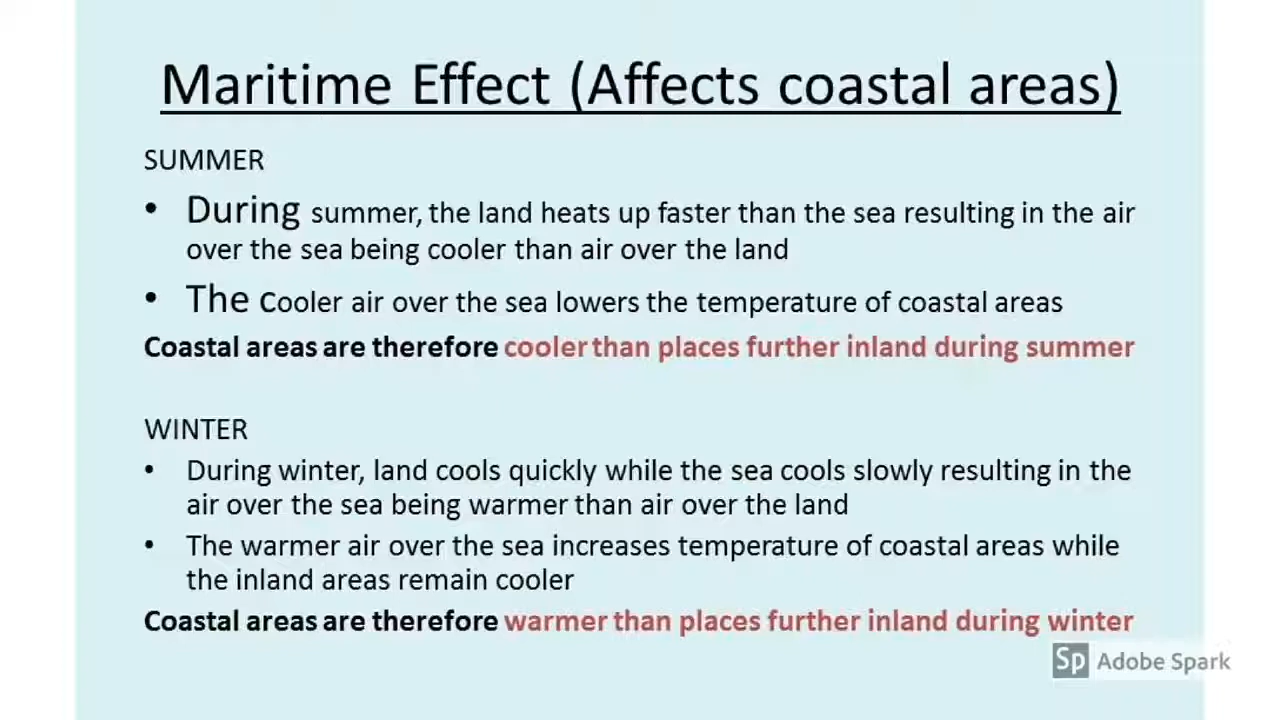 Maritime Effect (Affects coastal areas)
SUMMER
• During summer, the land heats up faster than the sea resulting in the air
over the sea being cooler than air over the land
• The Cooler air over the sea lowers the temperature of coastal areas
Coastal areas are therefore cooler than places further inland during summer
WINTER
• During winter, land cools quickly while the sea cools slowly resulting in the
air over the sea being warmer than air over the land
• The warmer air over the sea increases temperature of coastal areas while
the inland areas remain cooler
Coastal areas are therefore warmer than places further inland during winter
Sp Adobe Spark